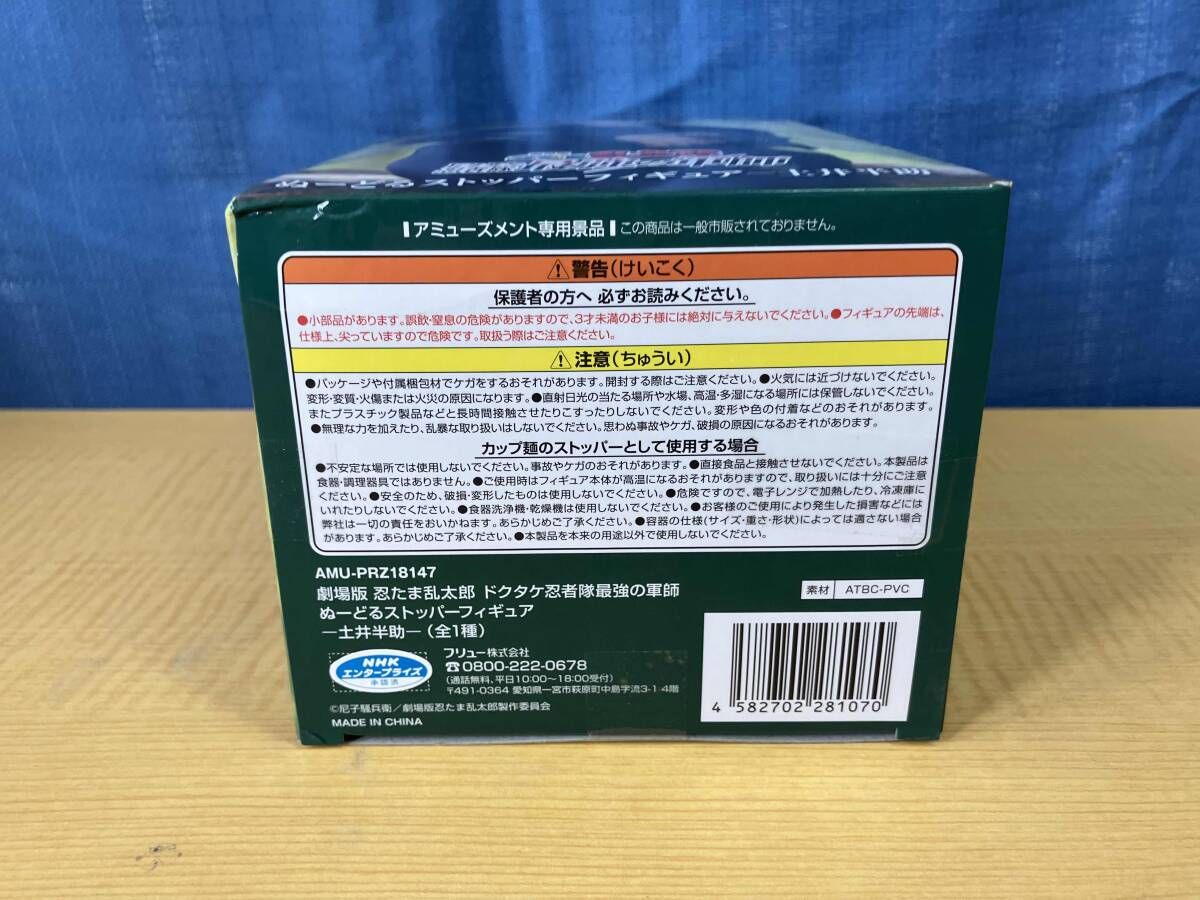 ぬーどるストッパーフィギュア―土井半助
アミューズメント専用景品 この商品は一般市販されておりません。
⚠警告(けいこく)
保護者の方へ 必ずお読みください。
●小部品があります。誤飲・窒息の危険がありますので、3才未満のお子様には絶対に与えないでください。●フィギュアの先端は、
仕様上、尖っていますので危険です。取扱う際はご注意ください。
⚠注意(ちゅうい)
●パッケージや付属梱包材でケガをするおそれがあります。開封する際はご注意ください。●火気には近づけないでください。
変形・変質・火傷または火災の原因になります。●直射日光の当たる場所や水場、高温・多湿になる場所には保管しないでください。
またプラスチック製品などと長時間接触させたりこすったりしないでください。変形や色の付着などのおそれがあります。
●無理な力を加えたり、乱暴な取り扱いはしないでください。思わぬ事故やケガ、破損の原因になるおそれがあります。
カップ麺のストッパーとして使用する場合
●不安定な場所では使用しないでください。事故やケガのおそれがあります。●直接食品と接触させないでください。本製品は
食器・調理器具ではありません。●ご使用時はフィギュア本体が高温になるおそれがありますので、取り扱いには十分にご注意
ください。●安全のため、破損・変形したものは使用しないでください。●危険ですので、電子レンジで加熱したり、冷凍庫に
いれたりしないでください。●食器洗浄機・乾燥機は使用しないでください。●お客様のご使用により発生した損害などには
弊社は一切の責任をおいかねます。あらかじめご了承ください。●容器の仕様(サイズ・重さ・形状)によっては適さない場合
があります。あらかじめご了承ください。●本製品を本来の用途以外で使用しないでください。
AMU-PRZ18147
劇場版 忍たま乱太郎 ドクタケ忍者隊最強の軍師
ぬーどるストッパーフィギュア
―土井半助―(全1種)
素材 ATBC-PVC
NHK
エンタープライズ
承認済
フリュー株式会社
☎0800-222-0678
(通話無料、平日10:00~18:00受付)
〒491-0364 愛知県一宮市萩原町中島字流3-1 4階
©尼子騒兵衛/劇場版忍たま乱太郎製作委員会
MADE IN CHINA
4 582702 281070